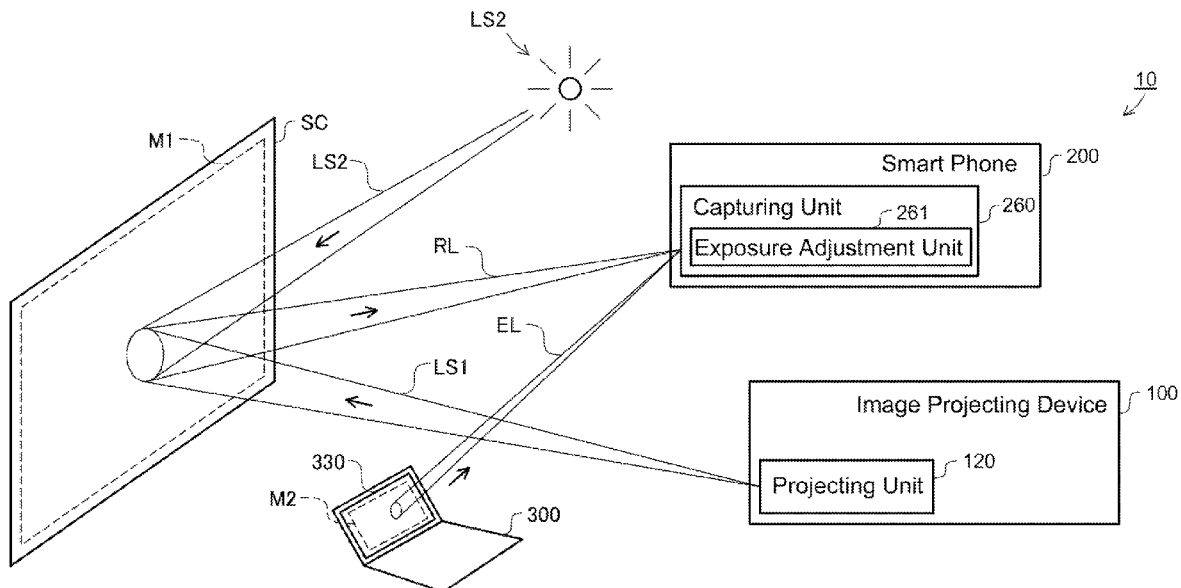 LS2
10
SC
M1
LS2
Smart Phone
200
Capturing Unit
261
260
Exposure Adjustment Unit
RL
EL
LS1
Image Projecting Device
100
330
120
M2
Projecting Unit
300